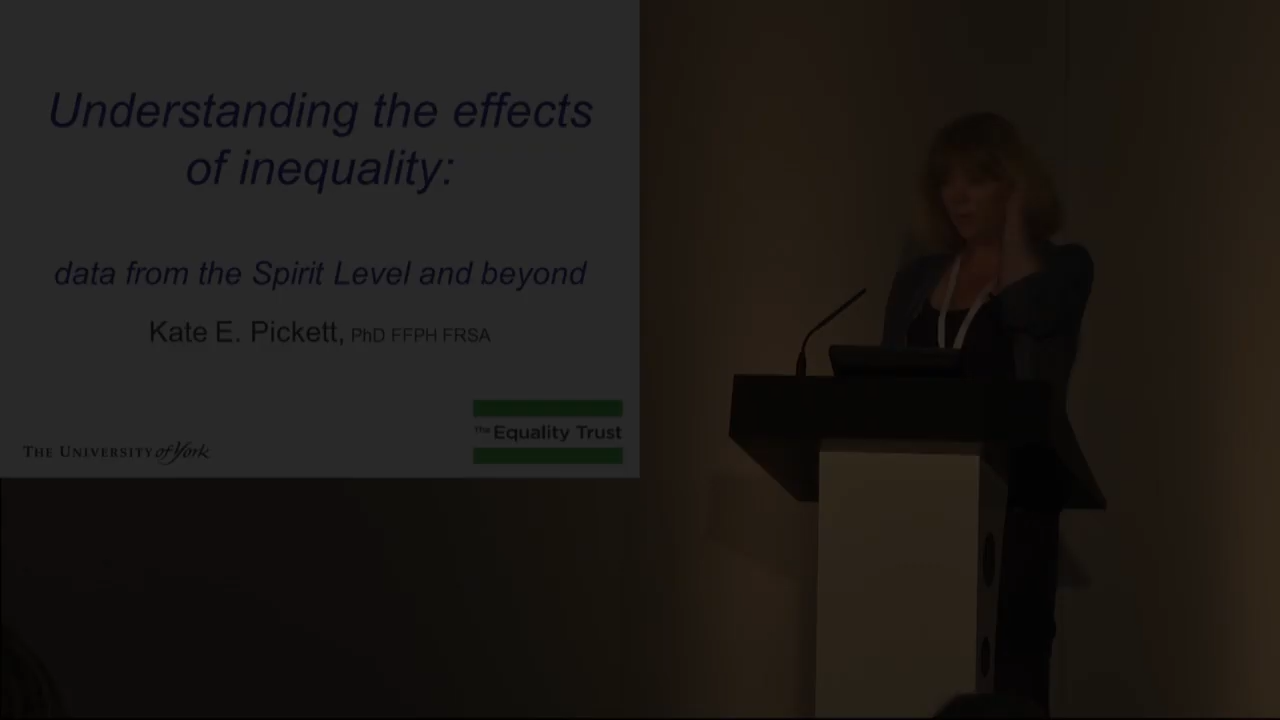 Understanding the effects
of inequality:
data from the Spirit Level and beyond
Kate E. Pickett, PhD FFPH FRSA
THE UNIVERSITY of York
The Equality Trust